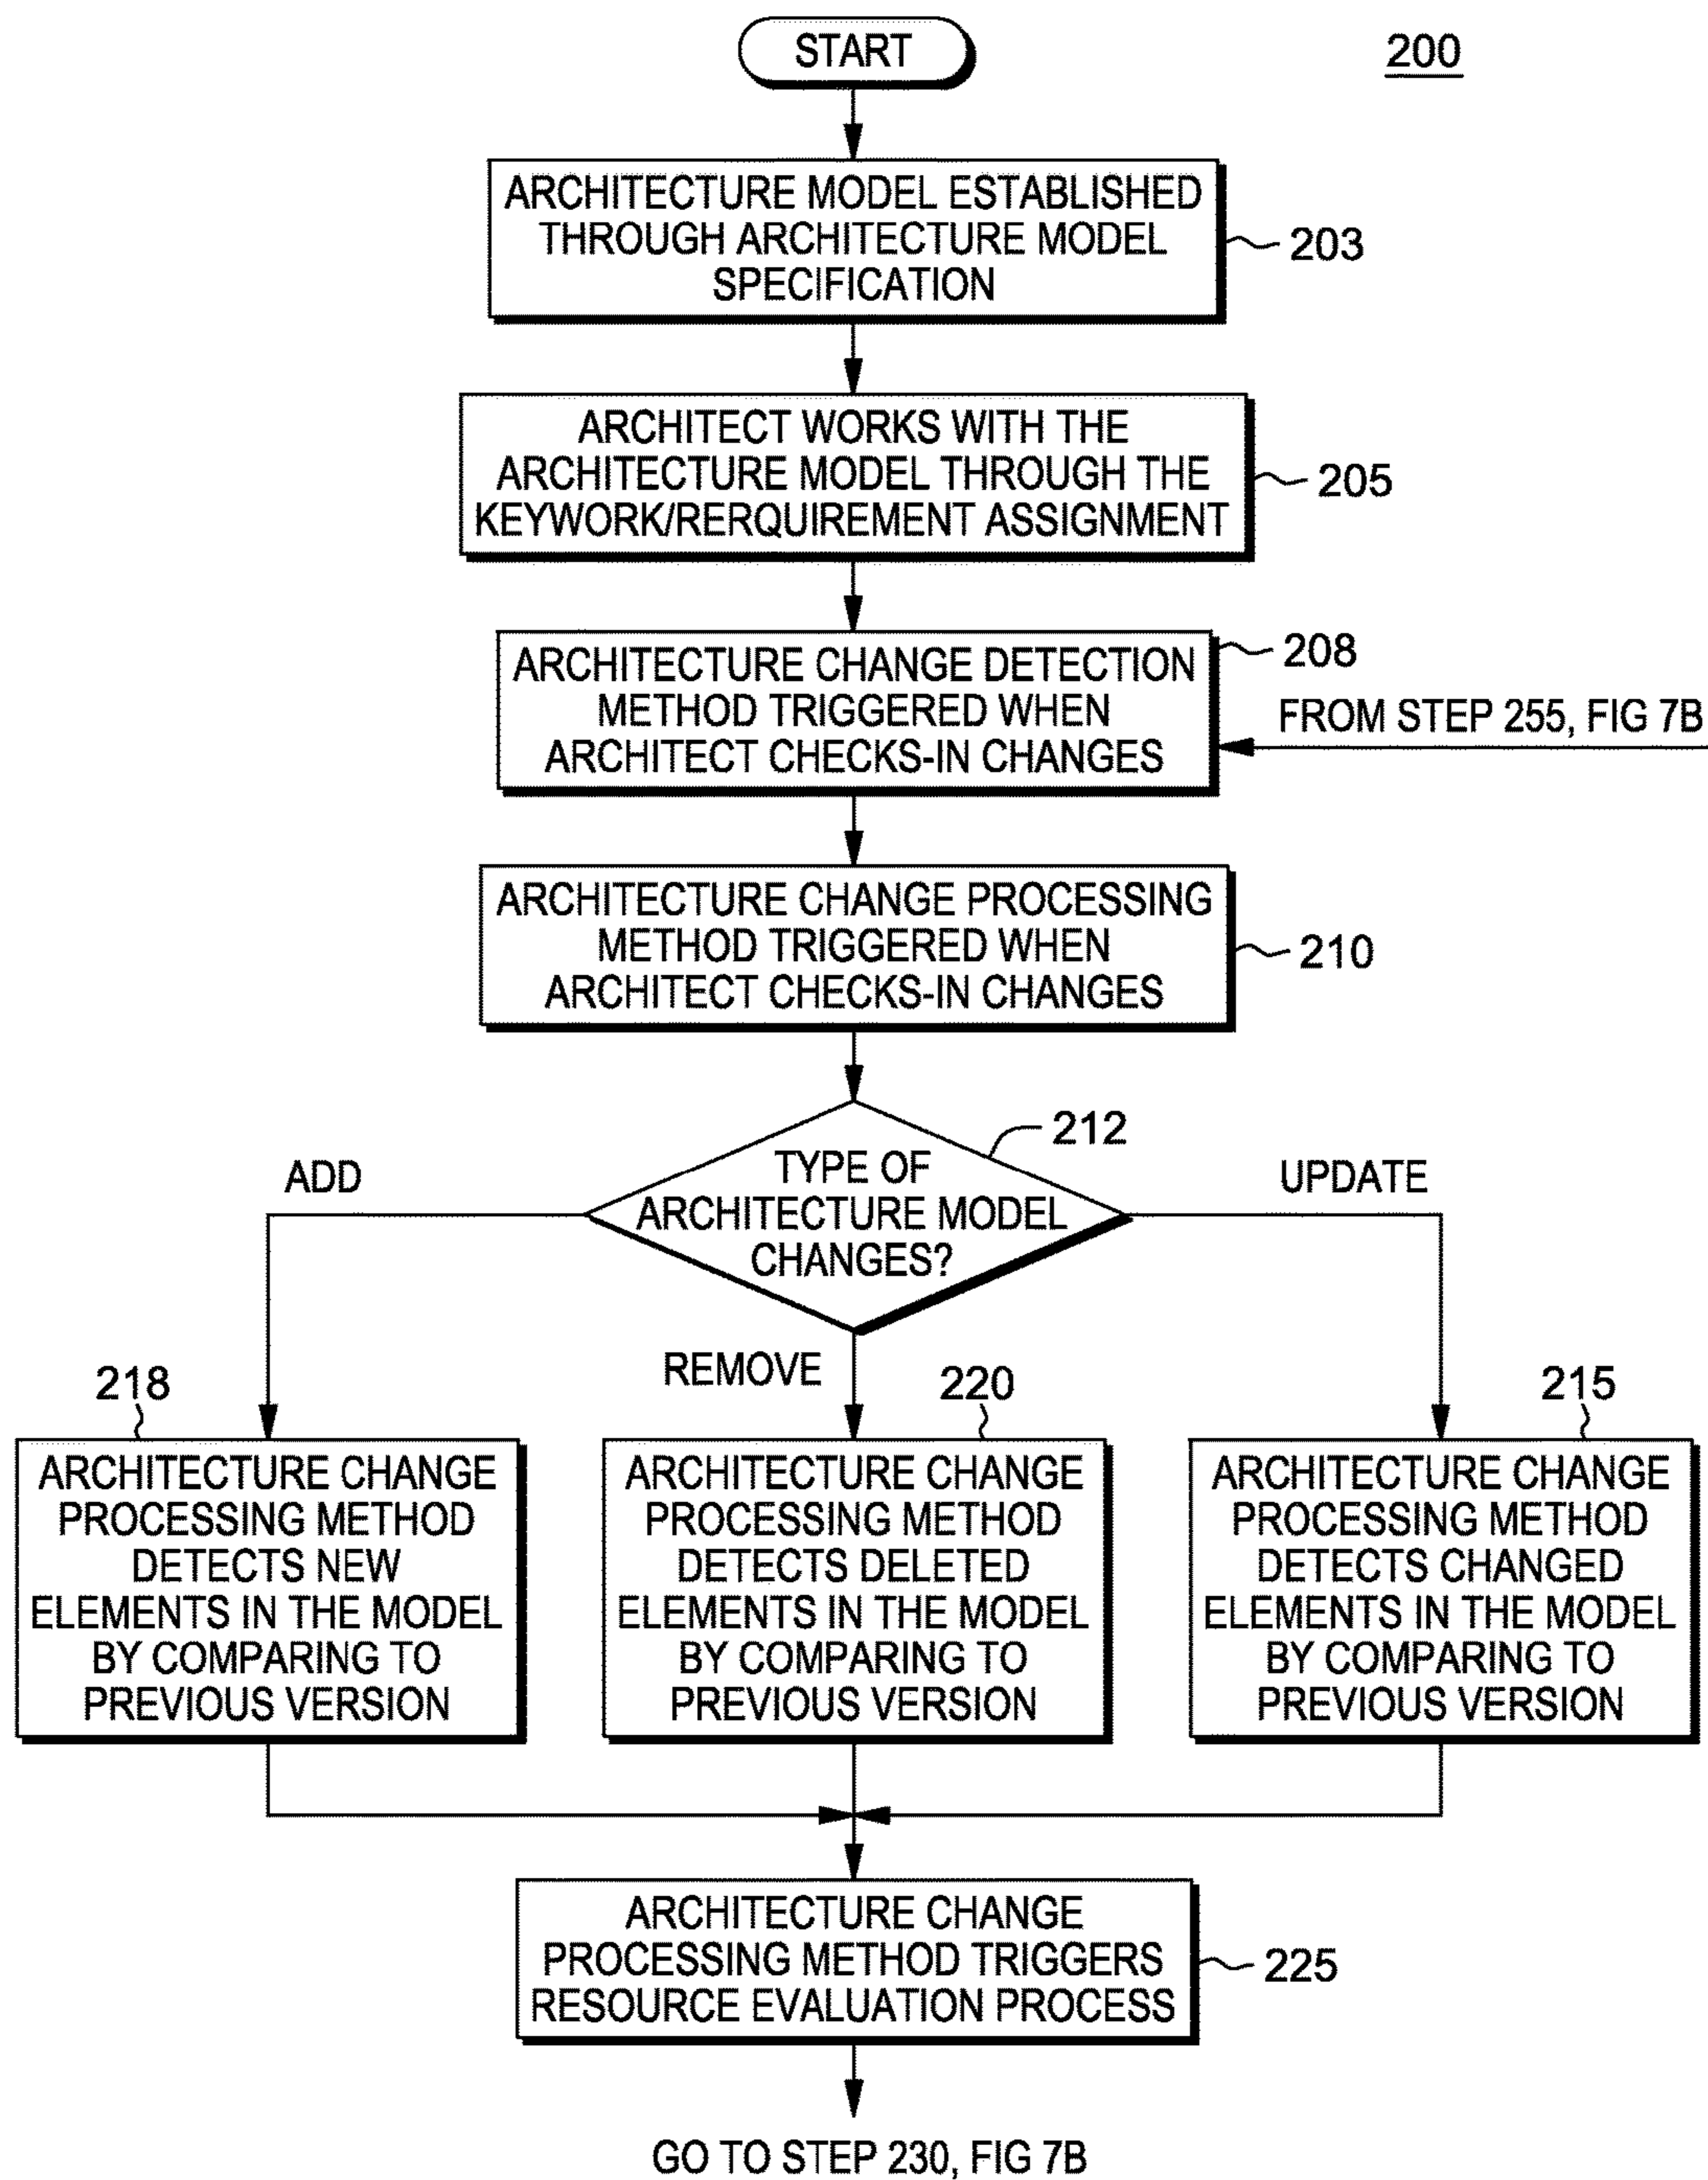 START
200
ARCHITECTURE MODEL ESTABLISHED
THROUGH ARCHITECTURE MODEL
SPECIFICATION
203
ARCHITECT WORKS WITH THE
ARCHITECTURE MODEL THROUGH THE
KEYWORK/RERQUIREMENT ASSIGNMENT
205
ARCHITECTURE CHANGE DETECTION
METHOD TRIGGERED WHEN
ARCHITECT CHECKS-IN CHANGES
208
FROM STEP 255, FIG 7B
ARCHITECTURE CHANGE PROCESSING
METHOD TRIGGERED WHEN
ARCHITECT CHECKS-IN CHANGES
210
TYPE OF
ARCHITECTURE MODEL
CHANGES?
212
ADD
REMOVE
UPDATE
218
ARCHITECTURE CHANGE
PROCESSING METHOD
DETECTS NEW
ELEMENTS IN THE MODEL
BY COMPARING TO
PREVIOUS VERSION
220
ARCHITECTURE CHANGE
PROCESSING METHOD
DETECTS DELETED
ELEMENTS IN THE MODEL
BY COMPARING TO
PREVIOUS VERSION
215
ARCHITECTURE CHANGE
PROCESSING METHOD
DETECTS CHANGED
ELEMENTS IN THE MODEL
BY COMPARING TO
PREVIOUS VERSION
ARCHITECTURE CHANGE
PROCESSING METHOD TRIGGERS
RESOURCE EVALUATION PROCESS
225
GO TO STEP 230, FIG 7B